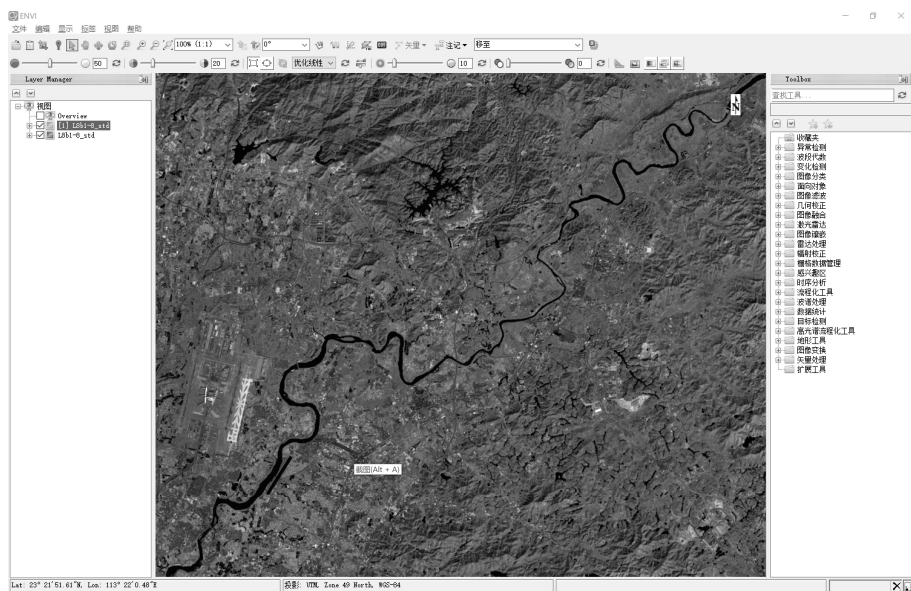 ENVI
文件 编辑 显示 标签 视图 帮助
100% (1:1) 0° 矢量 注记 移至
50 20 优化线性 10 0
Layer Manager
视图
Overview
[1] L8b1-8_std
L8b1-8_std
N
截图(Alt + A)
Toolbox
查找工具...
收藏夹
异常检测
波段代数
变化检测
图像分类
面向对象
图像滤波
几何校正
图像融合
激光雷达
图像镶嵌
雷达处理
辐射校正
栅格数据管理
感兴趣区
时序分析
流程化工具
波谱处理
数据统计
目标检测
高光谱流程化工具
地形工具
图像变换
矢量处理
扩展工具
Lat: 23° 21'51.61"N, Lon: 113° 22'0.48"E
投影: UTM, Zone 49 North, WGS-84